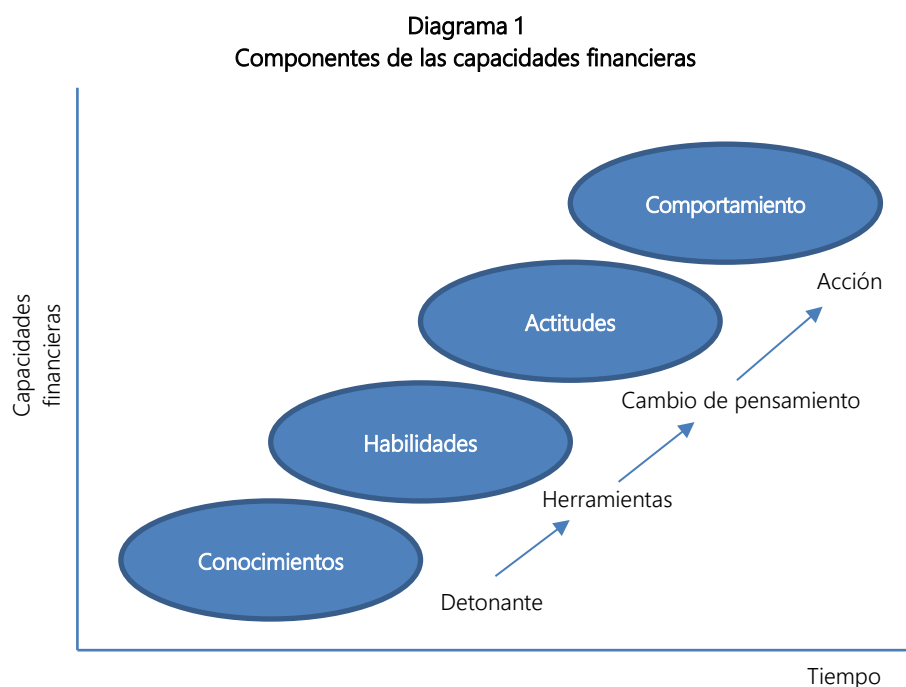 Diagrama 1
Componentes de las capacidades financieras
Comportamiento
Acción
Actitudes
Capacidades
financieras
Cambio de pensamiento
Habilidades
Herramientas
Conocimientos
Detonante
Tiempo